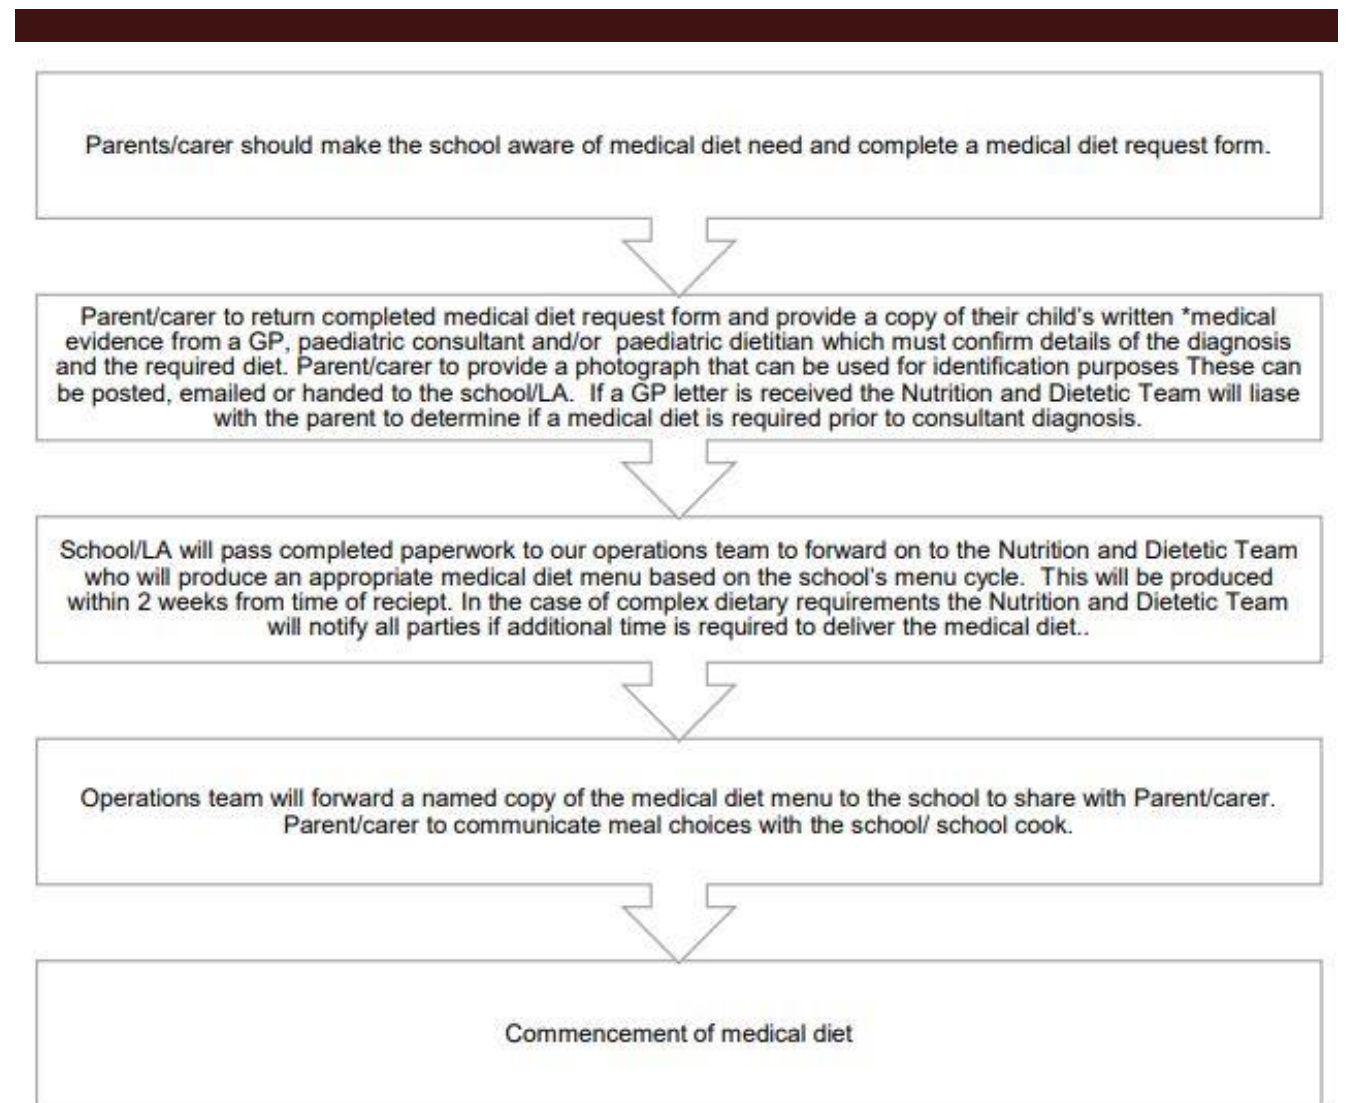 Parents/carer should make the school aware of medical diet need and complete a medical diet request form.
Parent/carer to return completed medical diet request form and provide a copy of their child's written *medical
evidence from a GP, paediatric consultant and/or  paediatric dietitian which must confirm details of the diagnosis
and the required diet. Parent/carer to provide a photograph that can be used for identification purposes These can
be posted, emailed or handed to the school/LA.  If a GP letter is received the Nutrition and Dietetic Team will liase
with the parent to determine if a medical diet is required prior to consultant diagnosis.
School/LA will pass completed paperwork to our operations team to forward on to the Nutrition and Dietetic Team
who will produce an appropriate medical diet menu based on the school's menu cycle.  This will be produced
within 2 weeks from time of reciept. In the case of complex dietary requirements the Nutrition and Dietetic Team
will notify all parties if additional time is required to deliver the medical diet..
Operations team will forward a named copy of the medical diet menu to the school to share with Parent/carer.
Parent/carer to communicate meal choices with the school/ school cook.
Commencement of medical diet